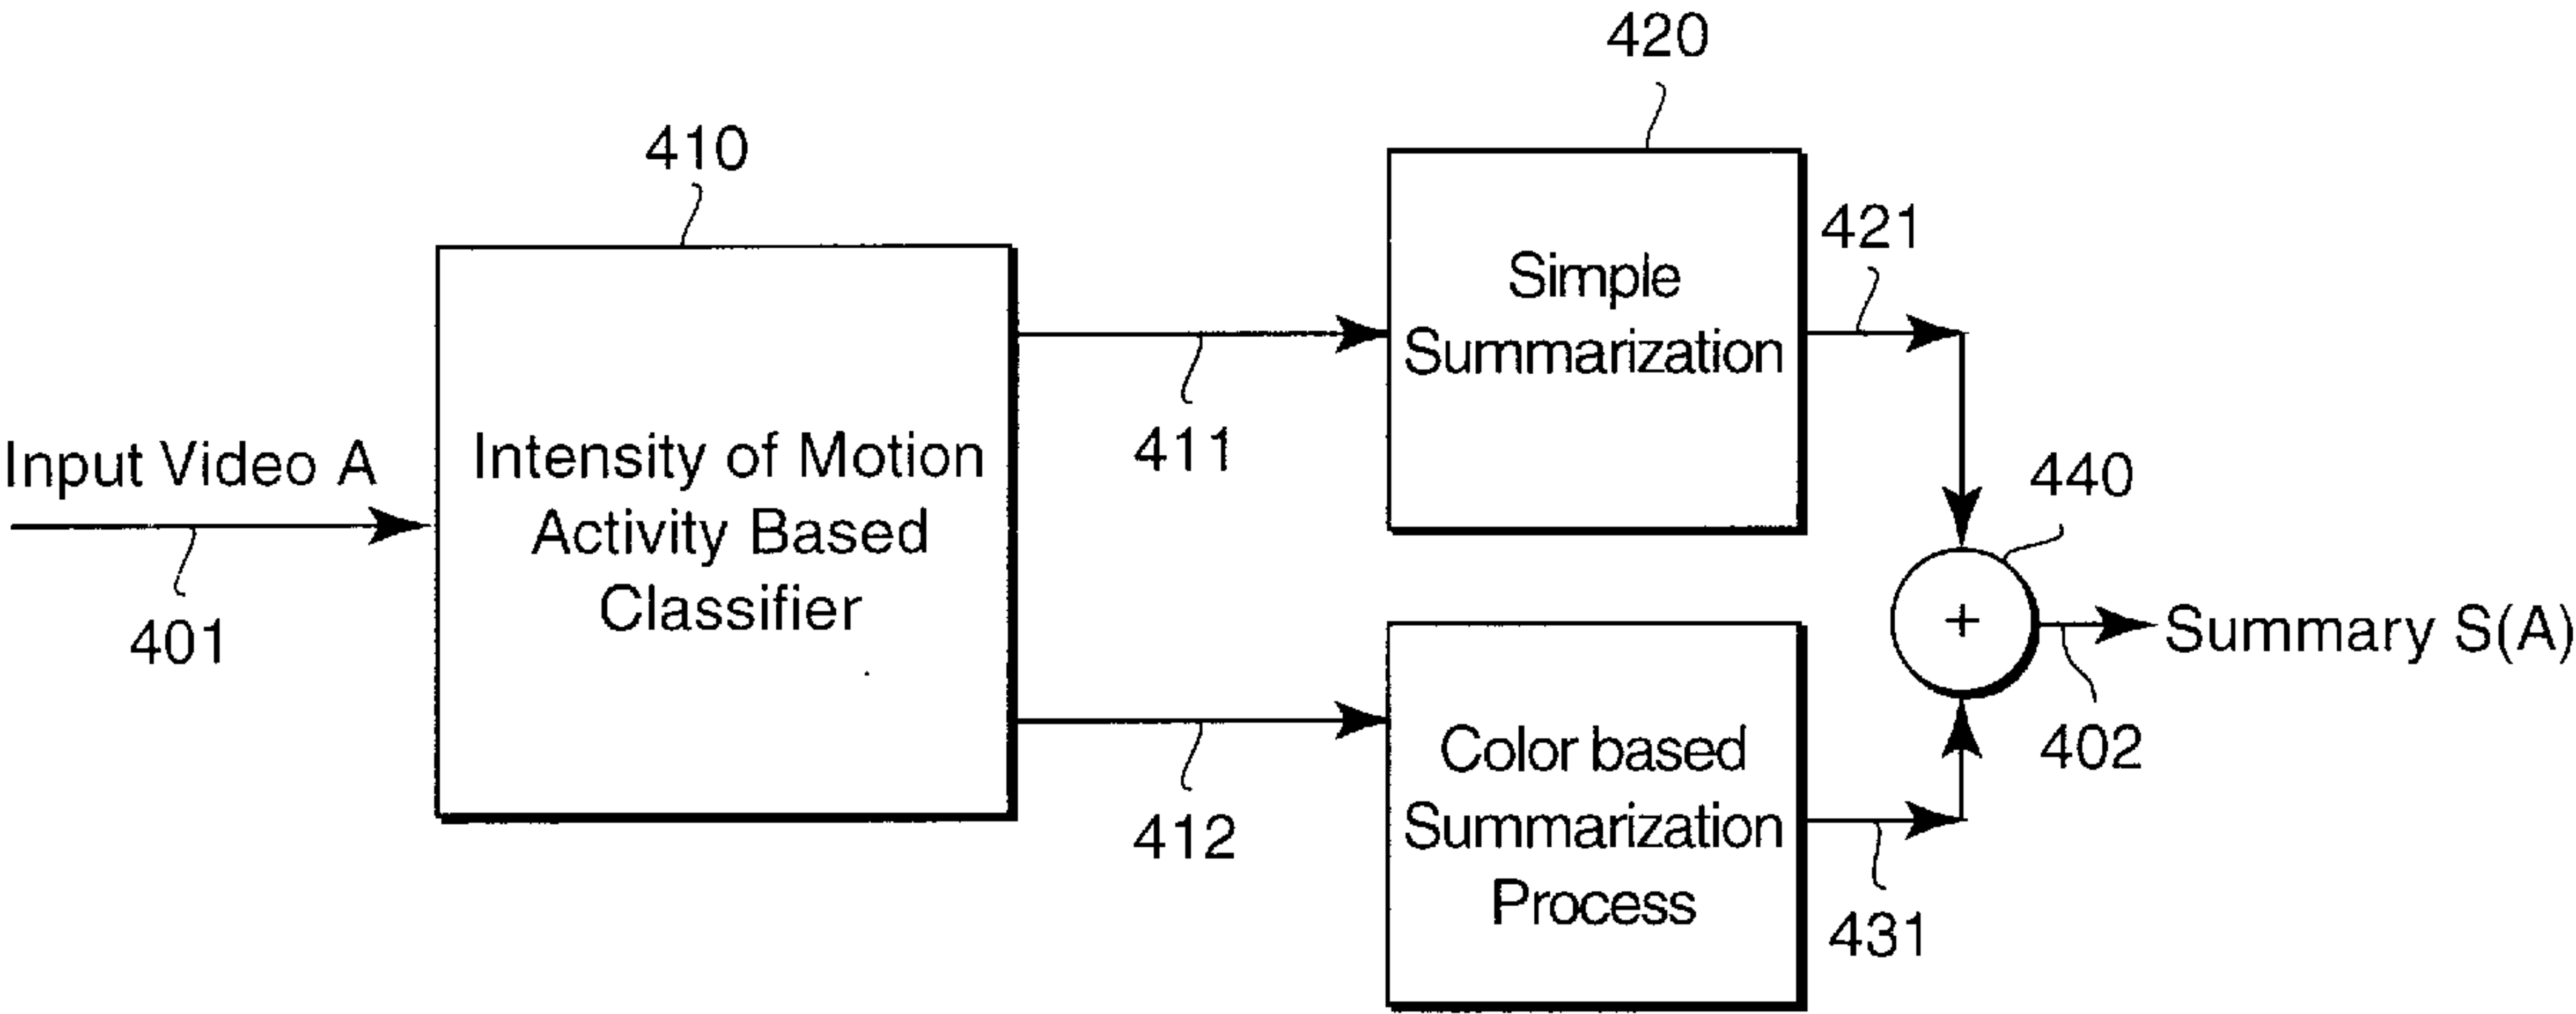 420
410
Simple
Summarization
421
Input Video A
Intensity of Motion
Activity Based
Classifier
411
440
401
+
Summary S(A)
412
Color based
Summarization
Process
402
431